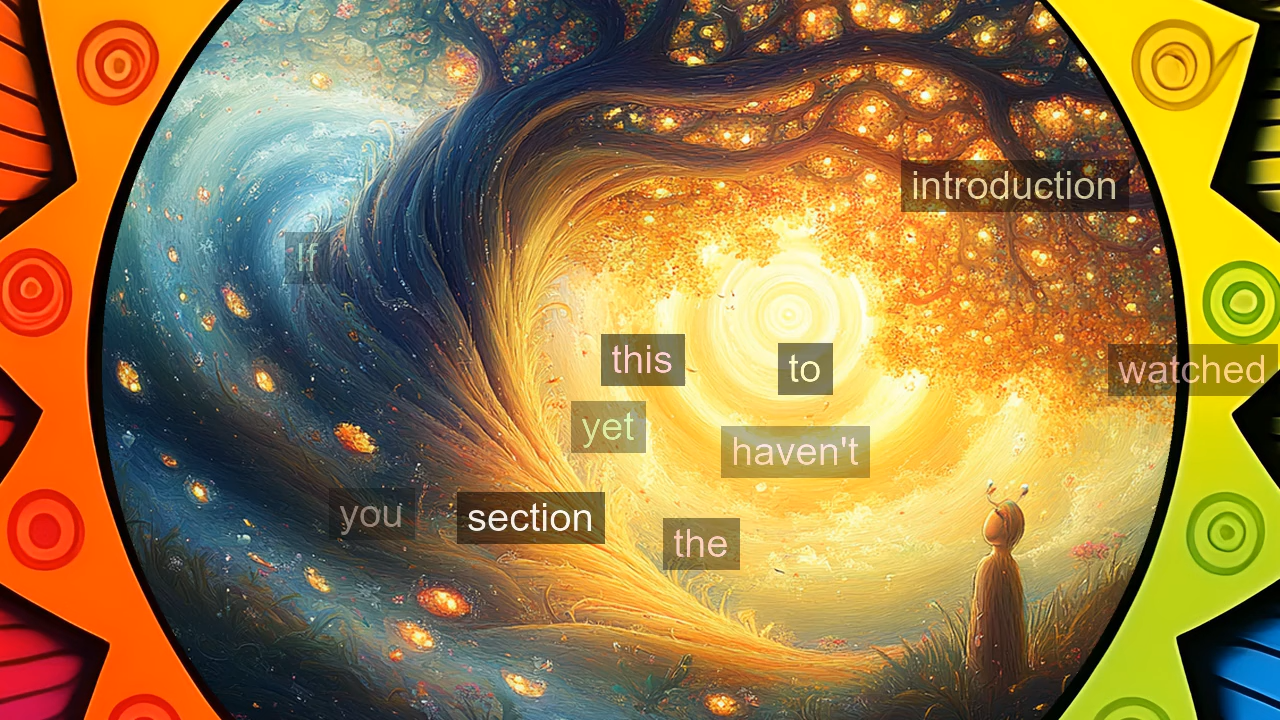 introduction
If
this
to
watched
yet
haven't
you
section
the